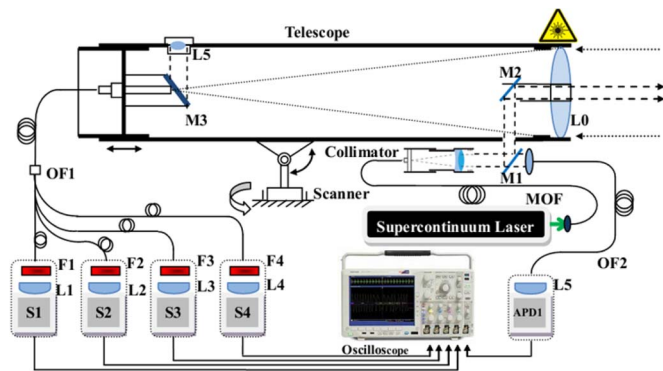 Telescope
L5
M2
M3
L0
Collimator
M1
OF1
Scanner
MOF
Supercontinuum Laser
OF2
F1
F2
F3
F4
L1
L2
L3
L4
L5
S1
S2
S3
S4
APD1
Oscilloscope